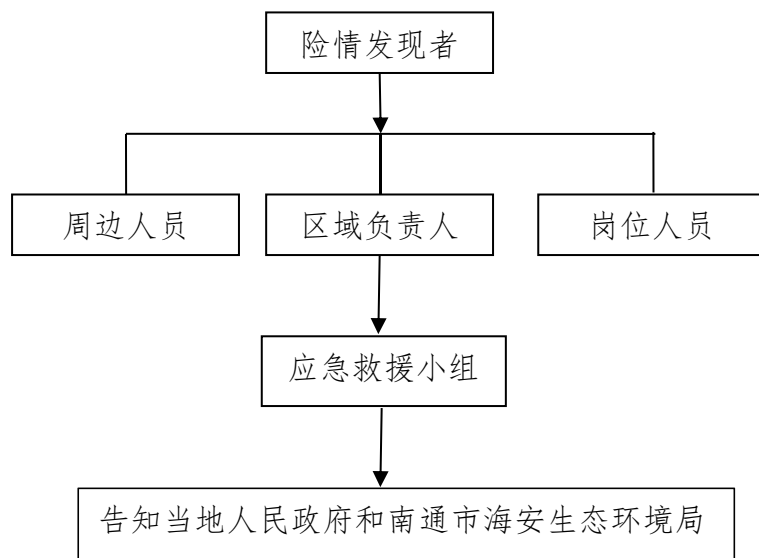 险情发现者
周边人员
区域负责人
岗位人员
应急救援小组
告知当地人民政府和南通市海安生态环境局